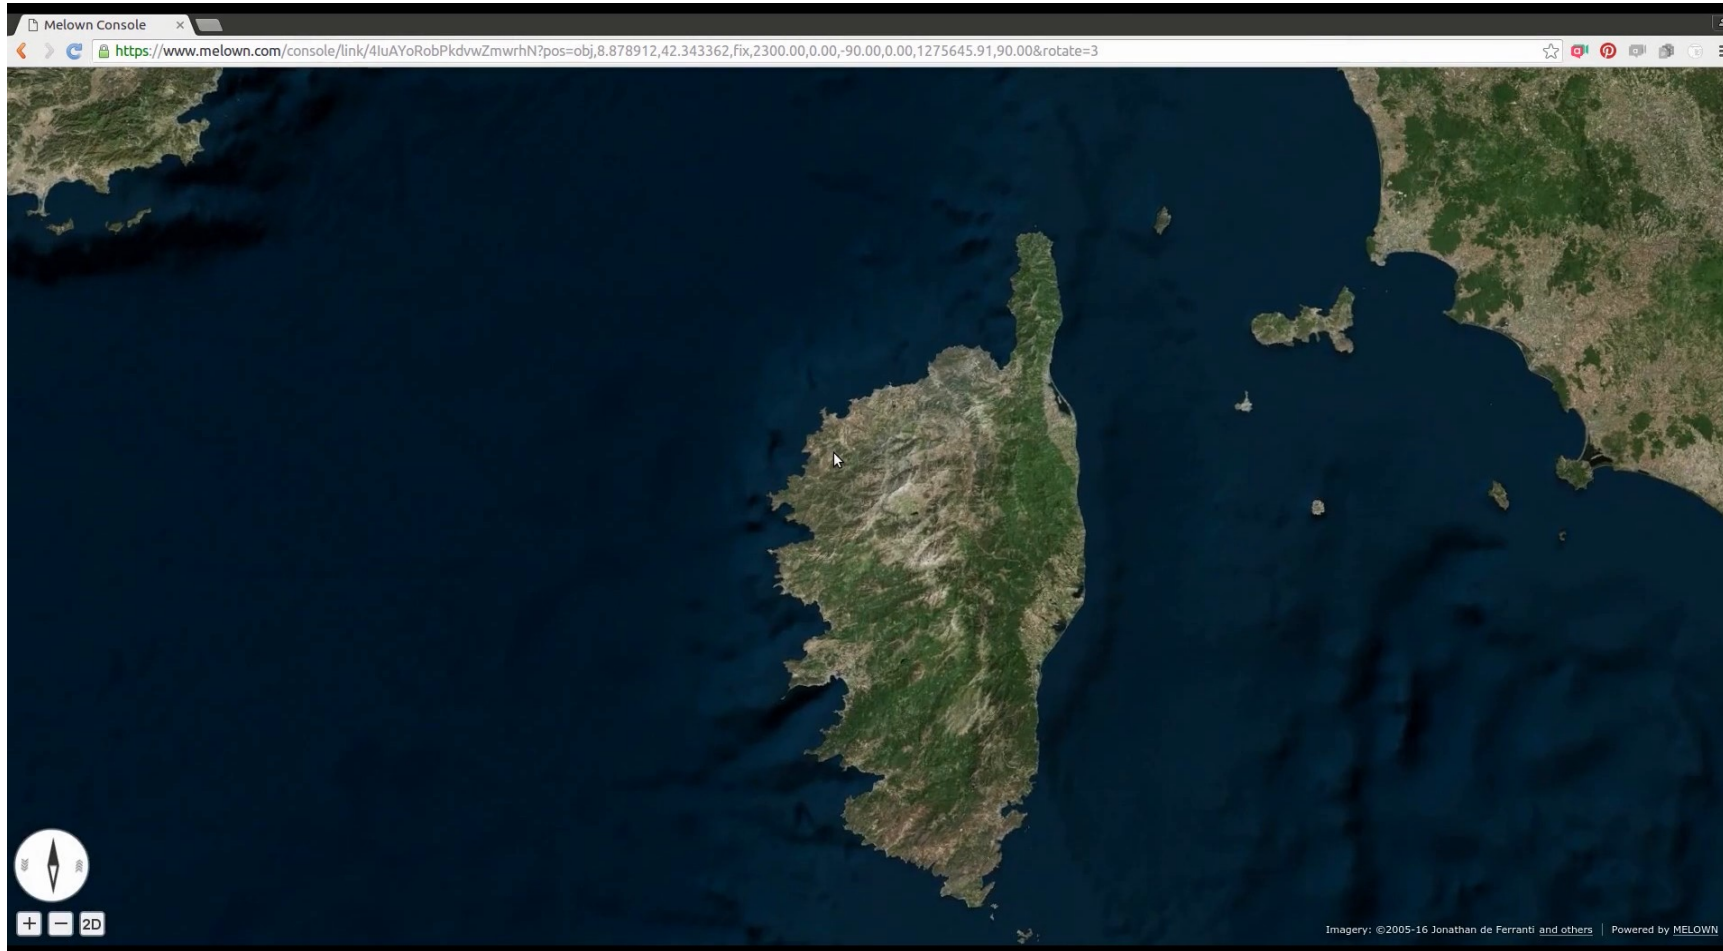 Melown Console
https://www.melown.com/console/link/4IuAYoRobPkdvwZmwrhN?pos=obj,8.878912,42.343362,fix,2300.00,0.00,-90.00,0.00,1275645.91,90.00&rotate=3
2D
Imagery: ©2005-16 Jonathan de Ferranti and others | Powered by MELOWN